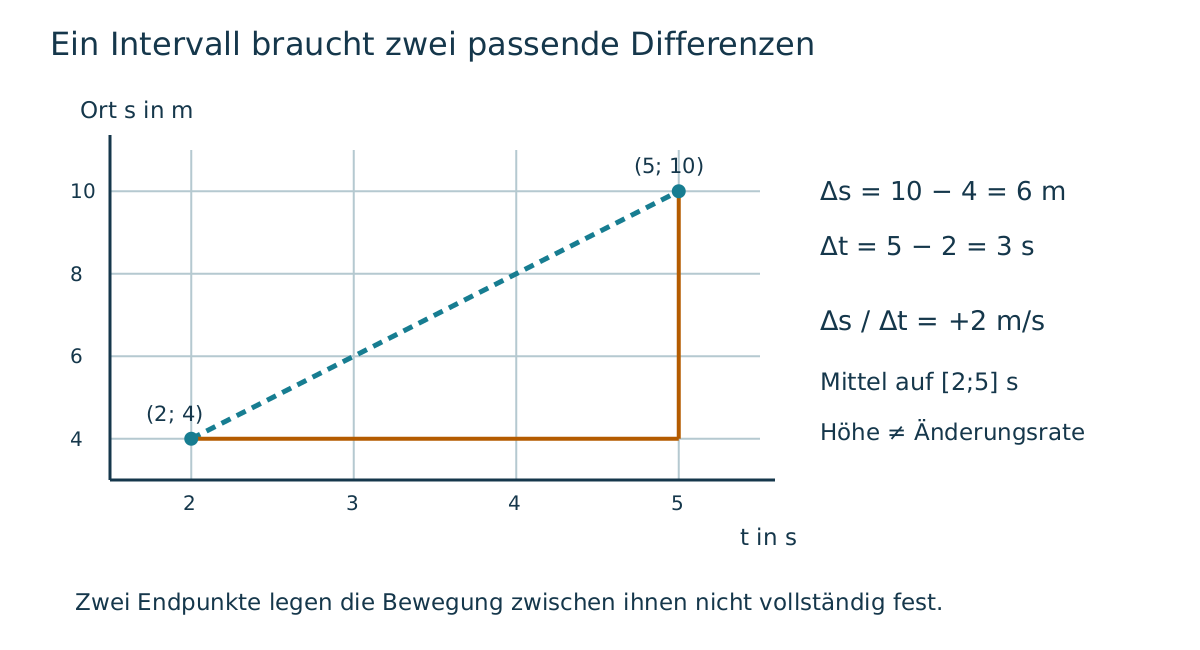 Ein Intervall braucht zwei passende Differenzen
Ort s in m
(5; 10)
10
Δs = 10 − 4 = 6 m
Δt = 5 − 2 = 3 s
8
Δs / Δt = +2 m/s
6
Mittel auf [2;5] s
(2; 4)
4
Höhe ≠ Änderungsrate
2 3 4 5
t in s
Zwei Endpunkte legen die Bewegung zwischen ihnen nicht vollständig fest.